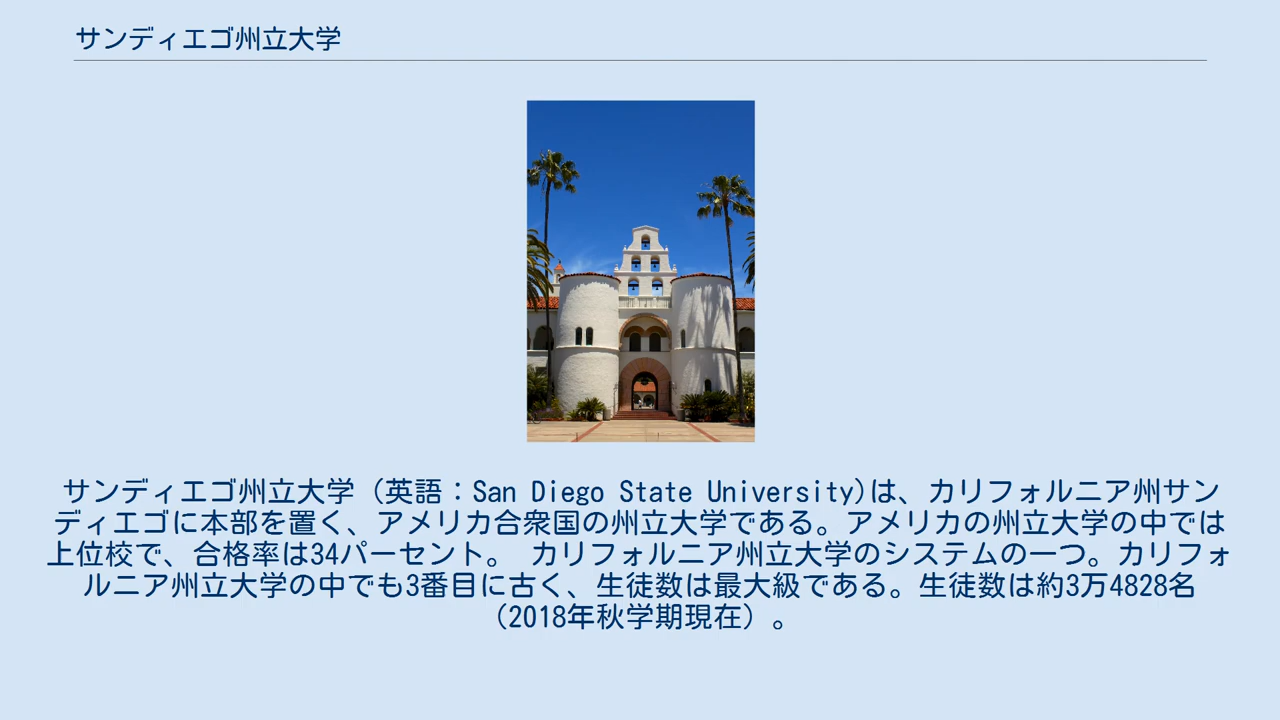 サンディエゴ州立大学
サンディエゴ州立大学（英語：San Diego State University)は、カリフォルニア州サン
ディエゴに本部を置く、アメリカ合衆国の州立大学である。アメリカの州立大学の中では
上位校で、合格率は34パーセント。 カリフォルニア州立大学のシステムの一つ。カリフォ
ルニア州立大学の中でも3番目に古く、生徒数は最大級である。生徒数は約3万4828名
（2018年秋学期現在）。